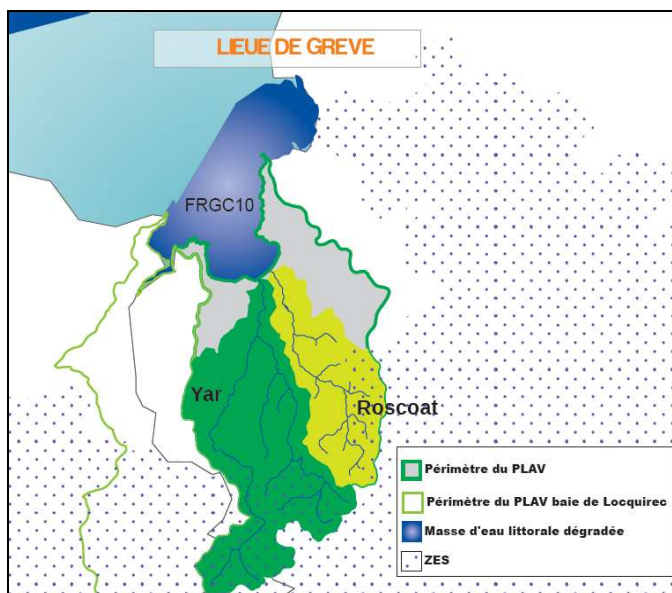 LIEUE DE GREVE
FRGC10
Yar
Roscoat
Périmètre du PLAV
Périmètre du PLAV baie de Locquirec
Masse d'eau littorale dégradée
ZES